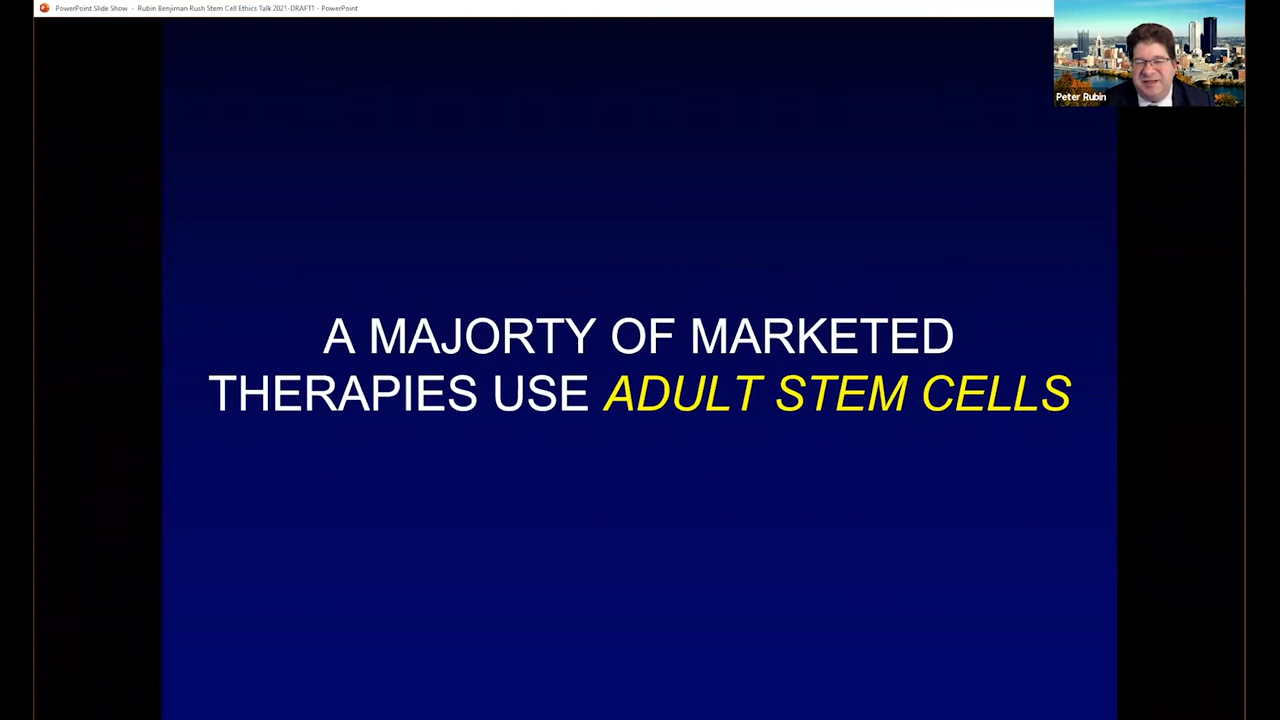 PowerPoint Slide Show - Rubin Benjiman Rush Stem Cell Ethics Talk 2021-DRAFT1 - PowerPoint
Peter Rubin
A MAJORTY OF MARKETED
THERAPIES USE ADULT STEM CELLS